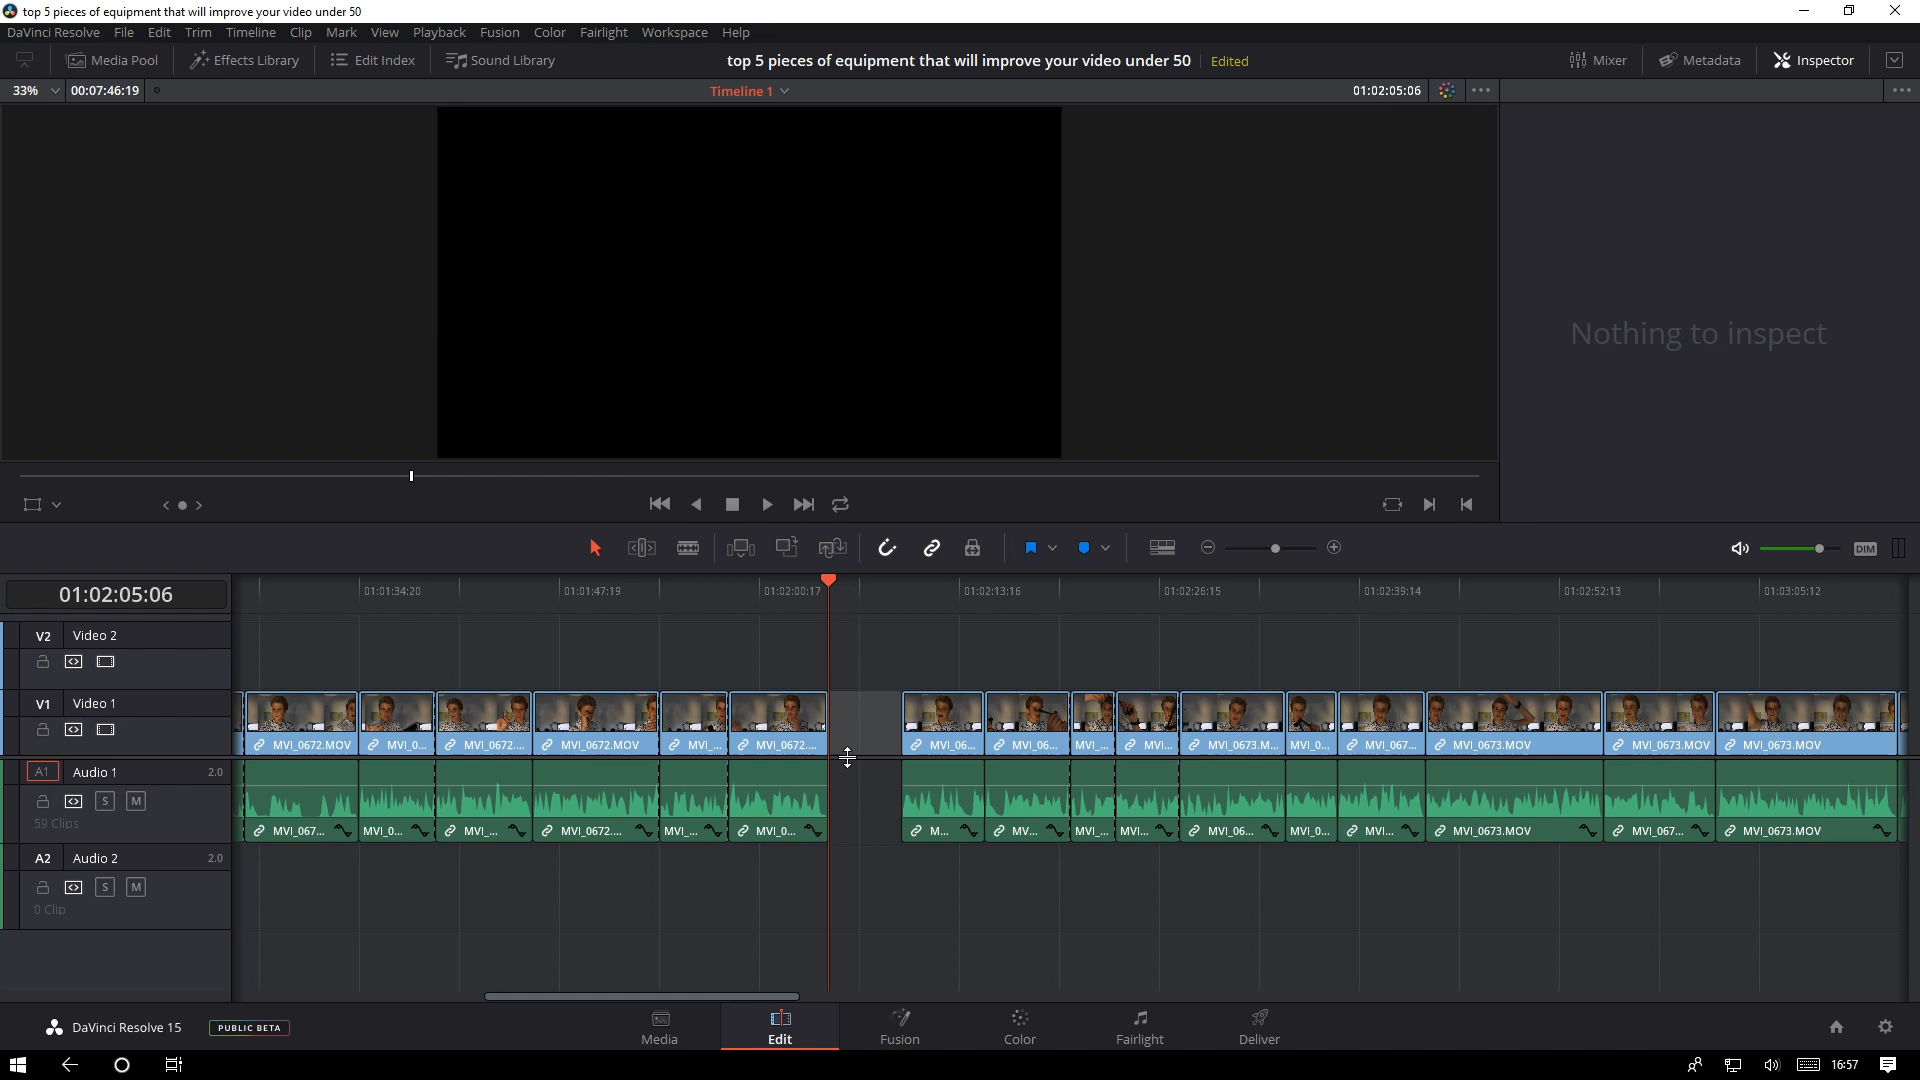 top 5 pieces of equipment that will improve your video under 50
DaVinci Resolve File Edit Trim Timeline Clip Mark View Playback Fusion Color Fairlight Workspace Help
Media Pool Effects Library Edit Index Sound Library top 5 pieces of equipment that will improve your video under 50 Edited Mixer Metadata Inspector
33% 00:07:46:19 Timeline 1 01:02:05:06
Nothing to inspect
DIM
01:02:05:06 01:01:34:20 01:01:47:19 01:02:00:17 01:02:13:16 01:02:26:15 01:02:39:14 01:02:52:13 01:03:05:12
V2 Video 2
V1 Video 1
MVI_0672.MOV MVI_0... MVI_0672.... MVI_0672.MOV MVI_... MVI_0672.... MVI_06... MVI_06... MVI_... MVI... MVI_0673.M... MVI_0... MVI_067... MVI_0673.MOV MVI_0673.MOV MVI_0673.MOV
A1 Audio 1 2.0
S M
59 Clips
MVI_067... MVI_0... MVI_... MVI_0672.... MVI_... MVI_0... M... MV... MVI_... MVI... MVI_06... MVI_0... MVI... MVI_0673.MOV MVI_067... MVI_0673.MOV
A2 Audio 2 2.0
S M
0 Clip
DaVinci Resolve 15 PUBLIC BETA Media Edit Fusion Color Fairlight Deliver
16:57